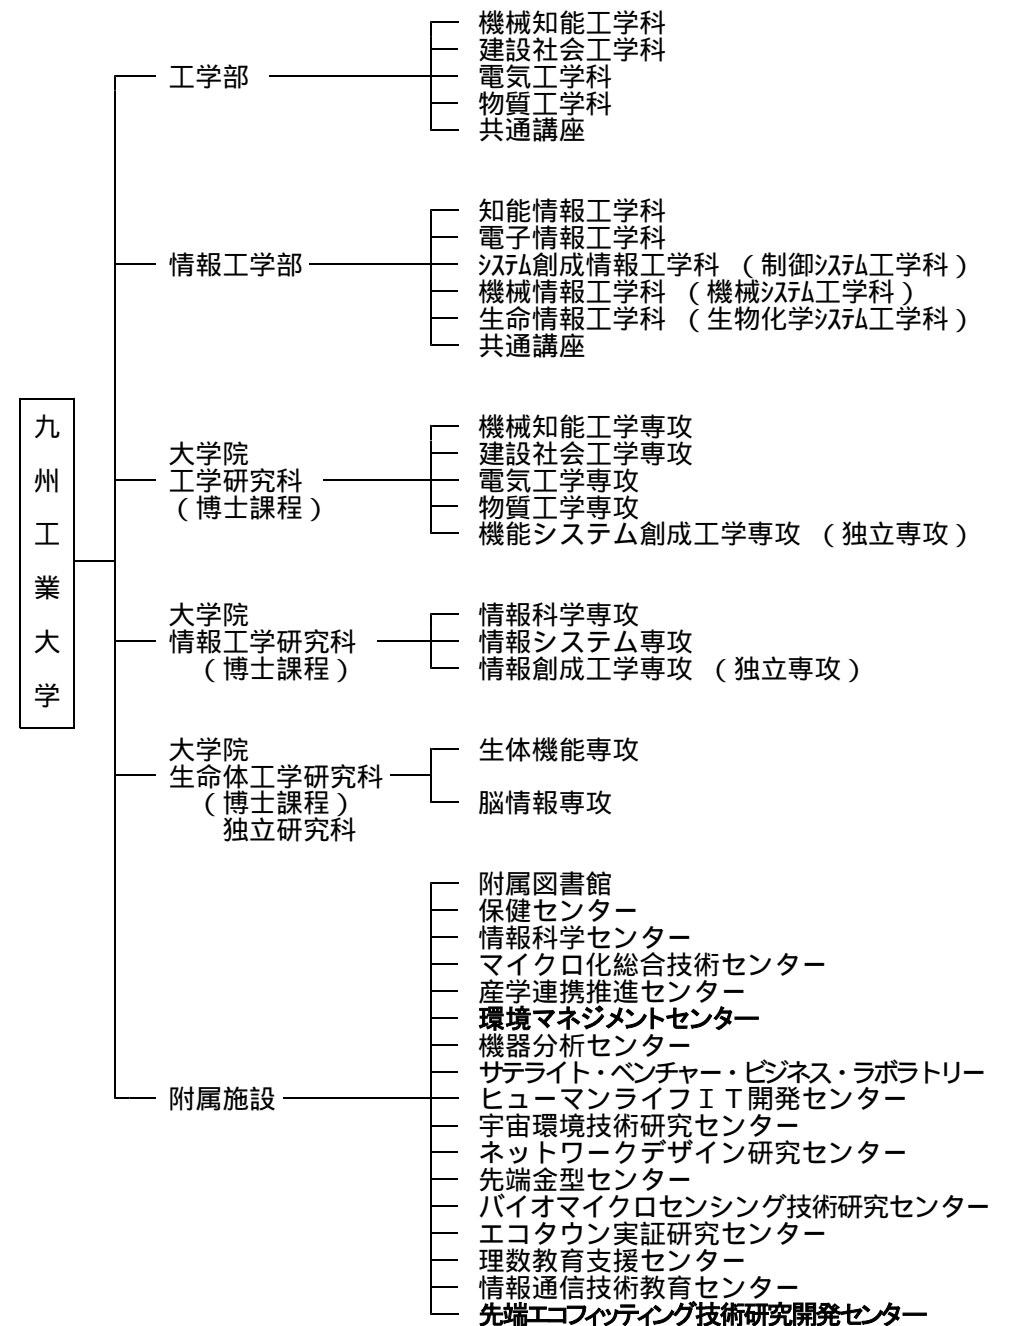 九州工業大学
工学部
機械知能工学科
建設社会工学科
電気工学科
物質工学科
共通講座
情報工学部
知能情報工学科
電子情報工学科
ｼｽﾃﾑ創成情報工学科 （制御ｼｽﾃﾑ工学科）
機械情報工学科 （機械ｼｽﾃﾑ工学科）
生命情報工学科 （生物化学ｼｽﾃﾑ工学科）
共通講座
大学院
工学研究科
（博士課程）
機械知能工学専攻
建設社会工学専攻
電気工学専攻
物質工学専攻
機能システム創成工学専攻 （独立専攻）
大学院
情報工学研究科
（博士課程）
情報科学専攻
情報システム専攻
情報創成工学専攻 （独立専攻）
大学院
生命体工学研究科
（博士課程）
独立研究科
生体機能専攻
脳情報専攻
附属施設
附属図書館
保健センター
情報科学センター
マイクロ化総合技術センター
産学連携推進センター
環境マネジメントセンター
機器分析センター
サテライト・ベンチャー・ビジネス・ラボラトリー
ヒューマンライフＩＴ開発センター
宇宙環境技術研究センター
ネットワークデザイン研究センター
先端金型センター
バイオマイクロセンシング技術研究センター
エコタウン実証研究センター
理数教育支援センター
情報通信技術教育センター
先端エコフィッティング技術研究開発センター